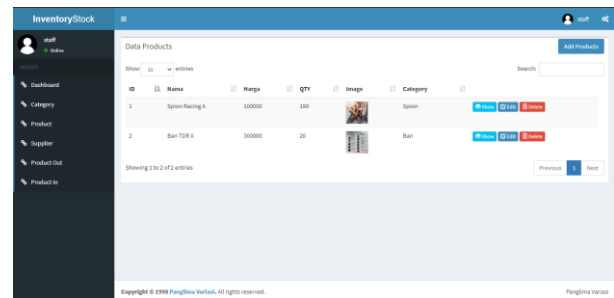 InventoryStock
staff
staff
Online
HEADER
Dashboard
Category
Product
Supplier
Product Out
Product In
Data Products
Add Products
Show 10 entries
Search:
ID Nama Harga QTY Image Category
1 Spion Racing A 100000 190 Spion Show Edit Delete
2 Ban TDR X 300000 20 Ban Show Edit Delete
Showing 1 to 2 of 2 entries
Previous 1 Next
Copyright © 1998 Panglima Variasi. All rights reserved.
Panglima Variasi